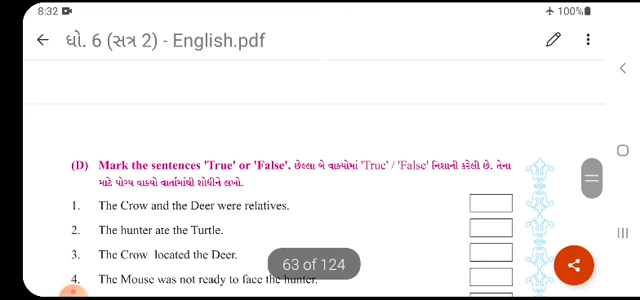 8:32 100%
ધો. 6 (સત્ર 2) - English.pdf
(D) Mark the sentences 'True' or 'False'. છેલ્લા બે વાક્યોમાં 'True' / 'False' નિશાની કરેલી છે. તેના
માટે યોગ્ય વાક્યો વાર્તામાંથી શોધીને લખો.
1. The Crow and the Deer were relatives.
2. The hunter ate the Turtle.
3. The Crow located the Deer.
63 of 124
4. The Mouse was not ready to face the hunter.